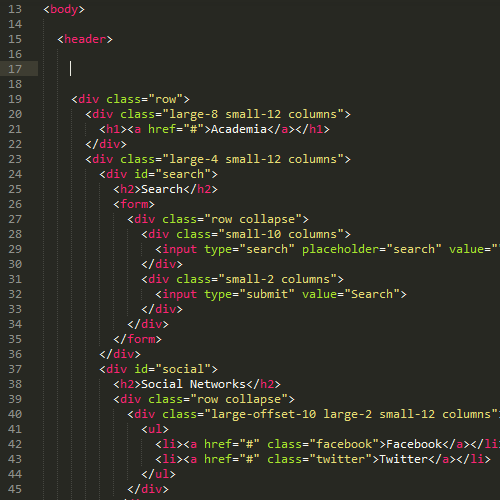 13 <body>
14
15 <header>
16
17
18
19 <div class="row">
20 <div class="large-8 small-12 columns">
21 <h1><a href="#">Academia</a></h1>
22 </div>
23 <div class="large-4 small-12 columns">
24 <div id="search">
25 <h2>Search</h2>
26 <form>
27 <div class="row collapse">
28 <div class="small-10 columns">
29 <input type="search" placeholder="search" value="
30 </div>
31 <div class="small-2 columns">
32 <input type="submit" value="Search">
33 </div>
34 </div>
35 </form>
36 </div>
37 <div id="social">
38 <h2>Social Networks</h2>
39 <div class="row collapse">
40 <div class="large-offset-10 large-2 small-12 columns"
41 <ul>
42 <li><a href="#" class="facebook">Facebook</a></li
43 <li><a href="#" class="twitter">Twitter</a></li>
44 </ul>
45 </div>